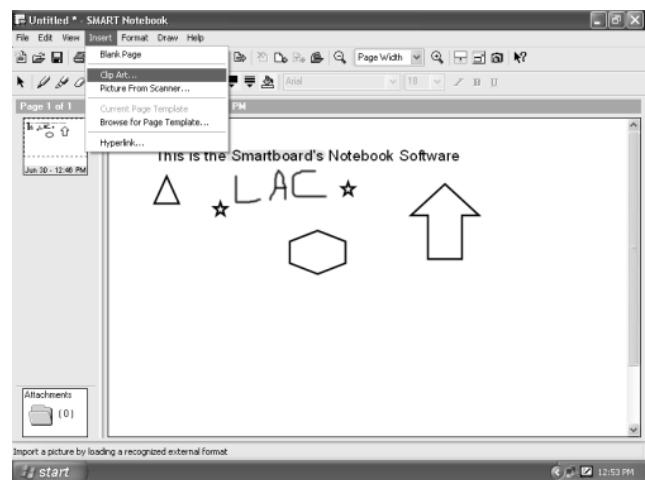 Untitled * - SMART Notebook
File Edit View Insert Format Draw Help
Blank Page
Clip Art...
Picture From Scanner...
Current Page Template
Browse for Page Template...
Hyperlink...
Page Width
Arial
18
I B U
Page 1 of 1
PM
Jun 30 - 12:46 PM
This is the Smartboard's Notebook Software
LAC
Attachments
(0)
Import a picture by loading a recognized external format
start
12:53 PM